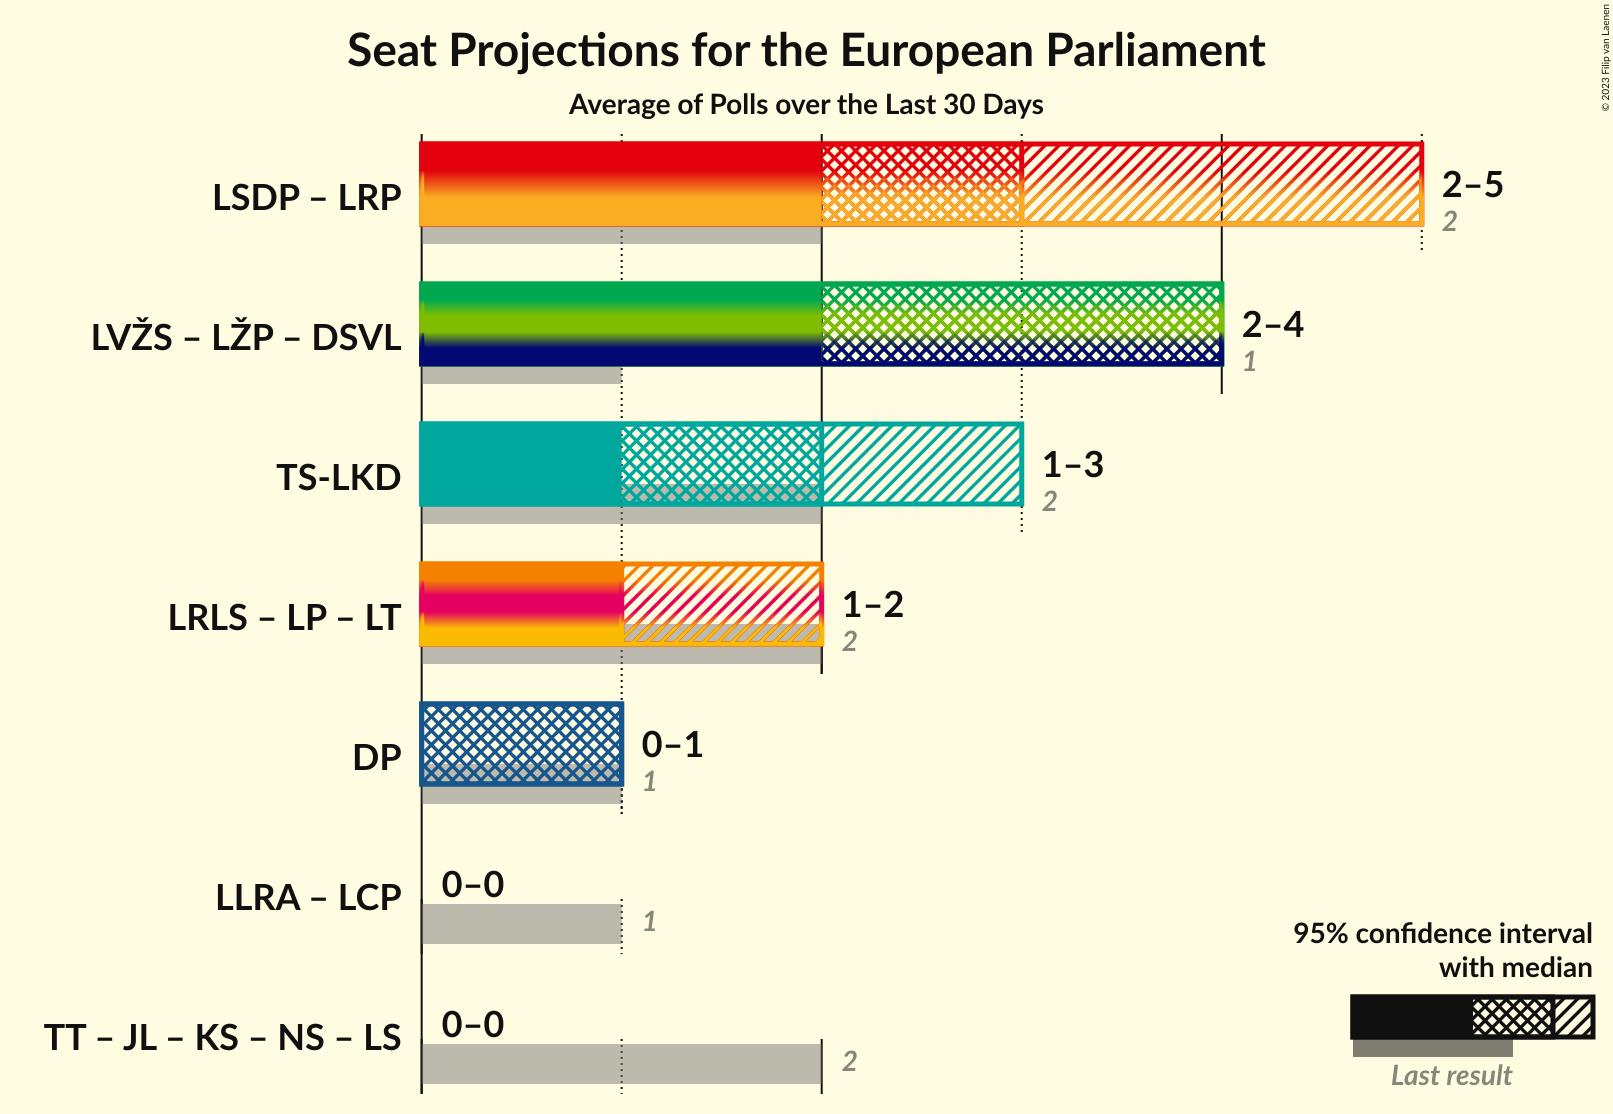 Seat Projections for the European Parliament
Average of Polls over the Last 30 Days
© 2023 Filip van Laenen
LSDP – LRP
2–5
2
LVŽS – LŽP – DSVL
2–4
1
TS-LKD
1–3
2
LRLS – LP – LT
1–2
2
DP
0–1
1
LLRA – LCP
0–0
1
TT – JL – KS – NS – LS
0–0
2
95% confidence interval
with median
Last result